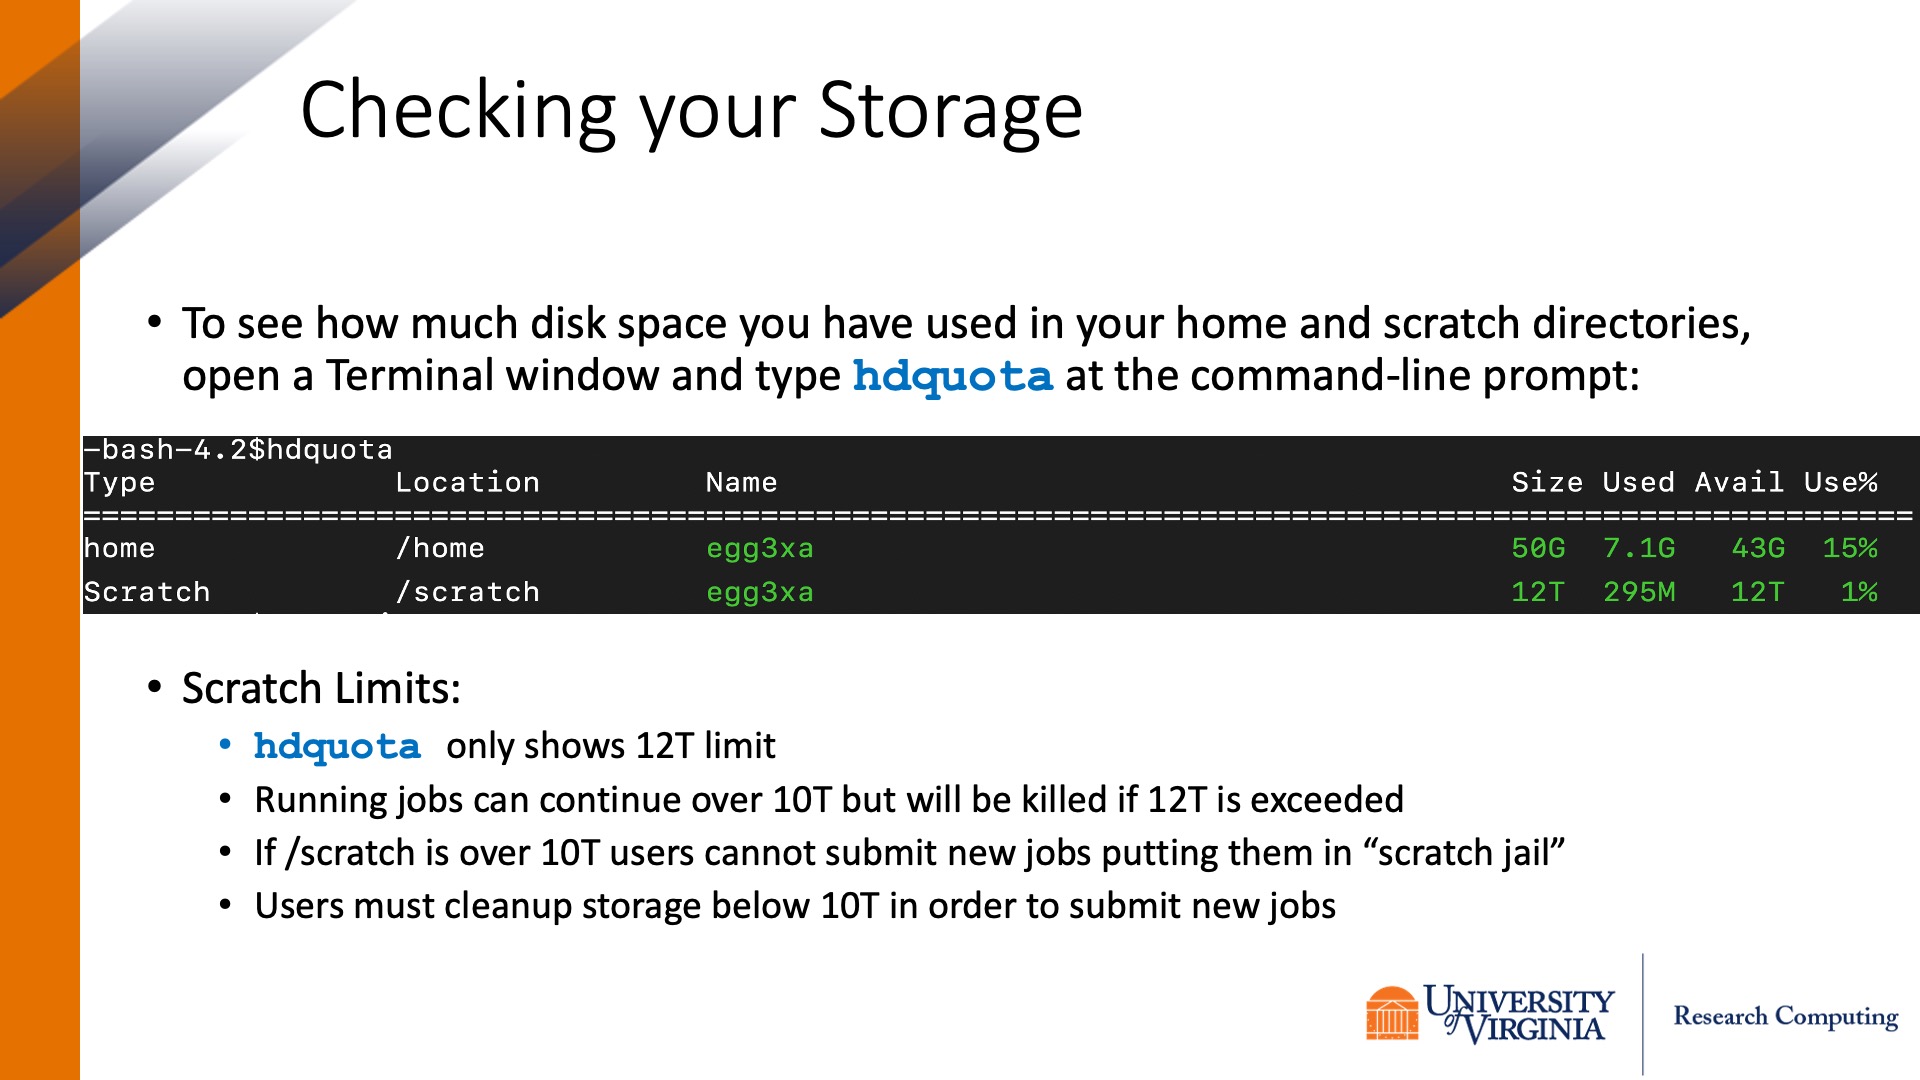 Checking your Storage
• To see how much disk space you have used in your home and scratch directories,
open a Terminal window and type hdquota at the command-line prompt:
-bash-4.2$hdquota
Type Location Name Size Used Avail Use%
====================================================================================================
home /home egg3xa 50G 7.1G 43G 15%
Scratch /scratch egg3xa 12T 295M 12T 1%
• Scratch Limits:
• hdquota only shows 12T limit
• Running jobs can continue over 10T but will be killed if 12T is exceeded
• If /scratch is over 10T users cannot submit new jobs putting them in “scratch jail”
• Users must cleanup storage below 10T in order to submit new jobs
UNIVERSITY
of VIRGINIA
Research Computing